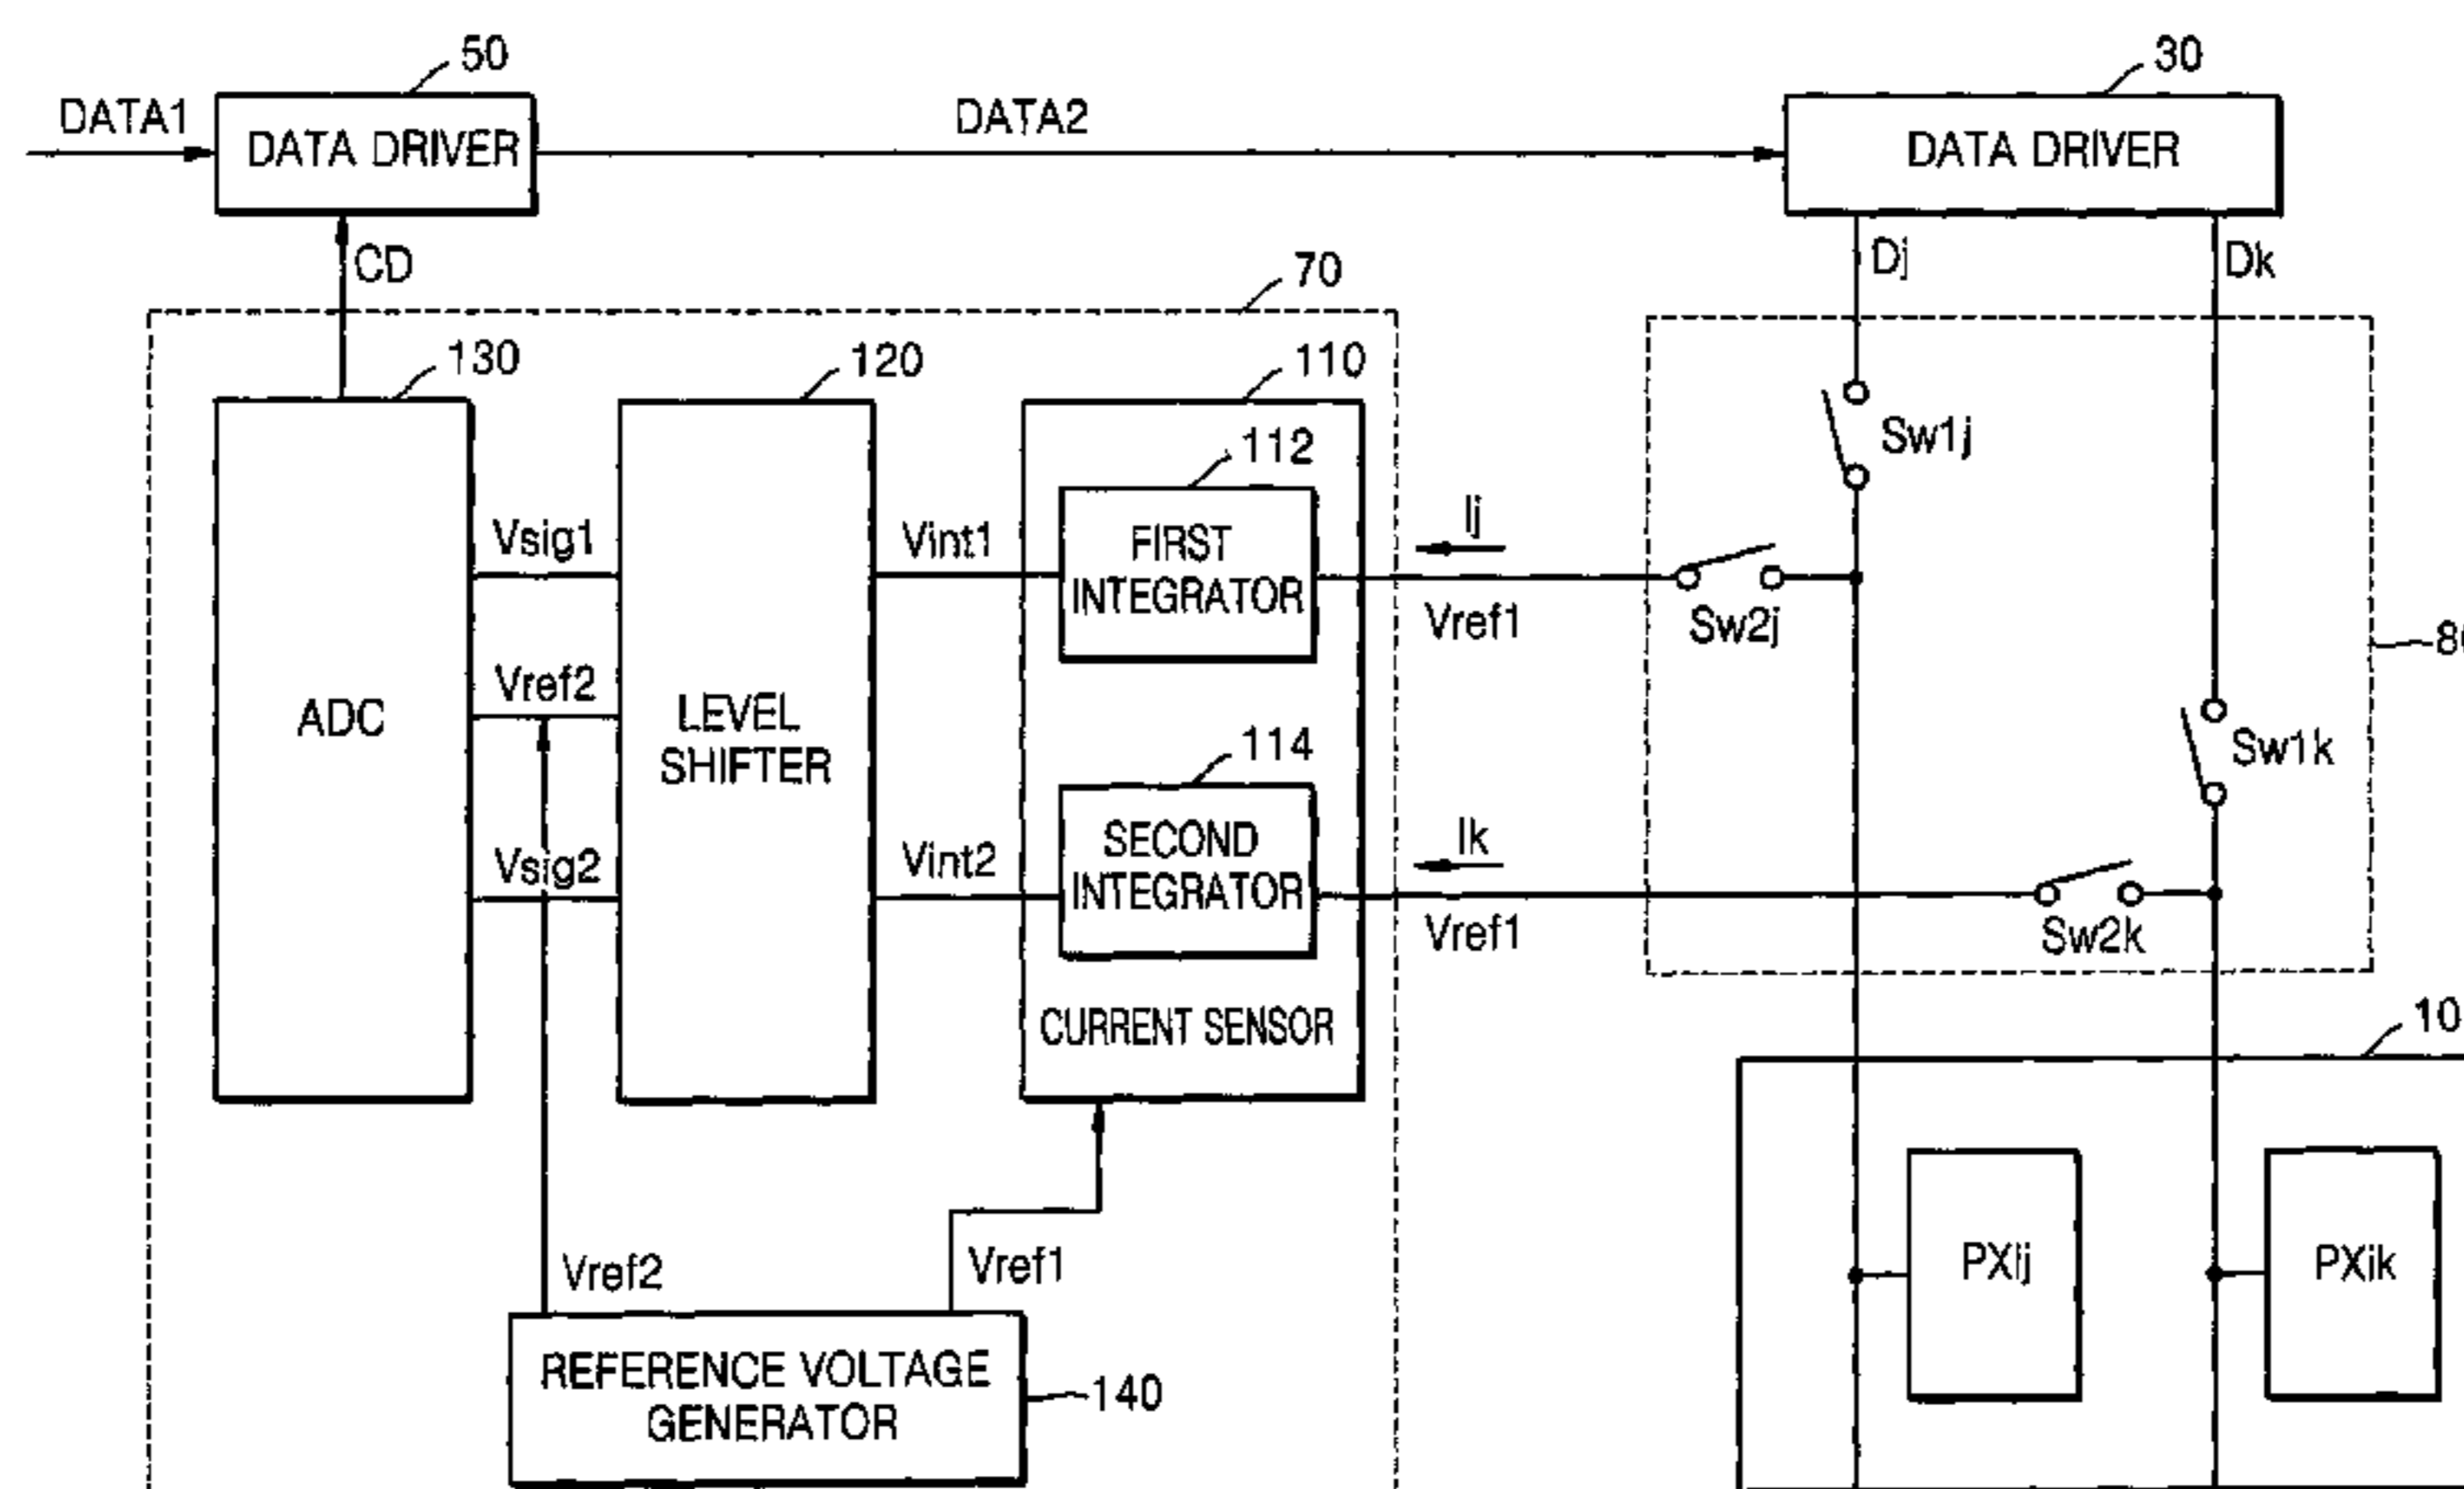 50
30
DATA1
DATA DRIVER
DATA2
DATA DRIVER
CD
Dj
Dk
70
130
120
110
112
Sw1j
Vsig1
Vint1
FIRST
INTEGRATOR
Ij
Vref1
Sw2j
Vref2
ADC
LEVEL
SHIFTER
114
Sw1k
Vsig2
Vint2
SECOND
INTEGRATOR
Ik
Vref1
Sw2k
CURRENT SENSOR
10
Vref2
Vref1
PXIj
PXik
REFERENCE VOLTAGE
GENERATOR
140